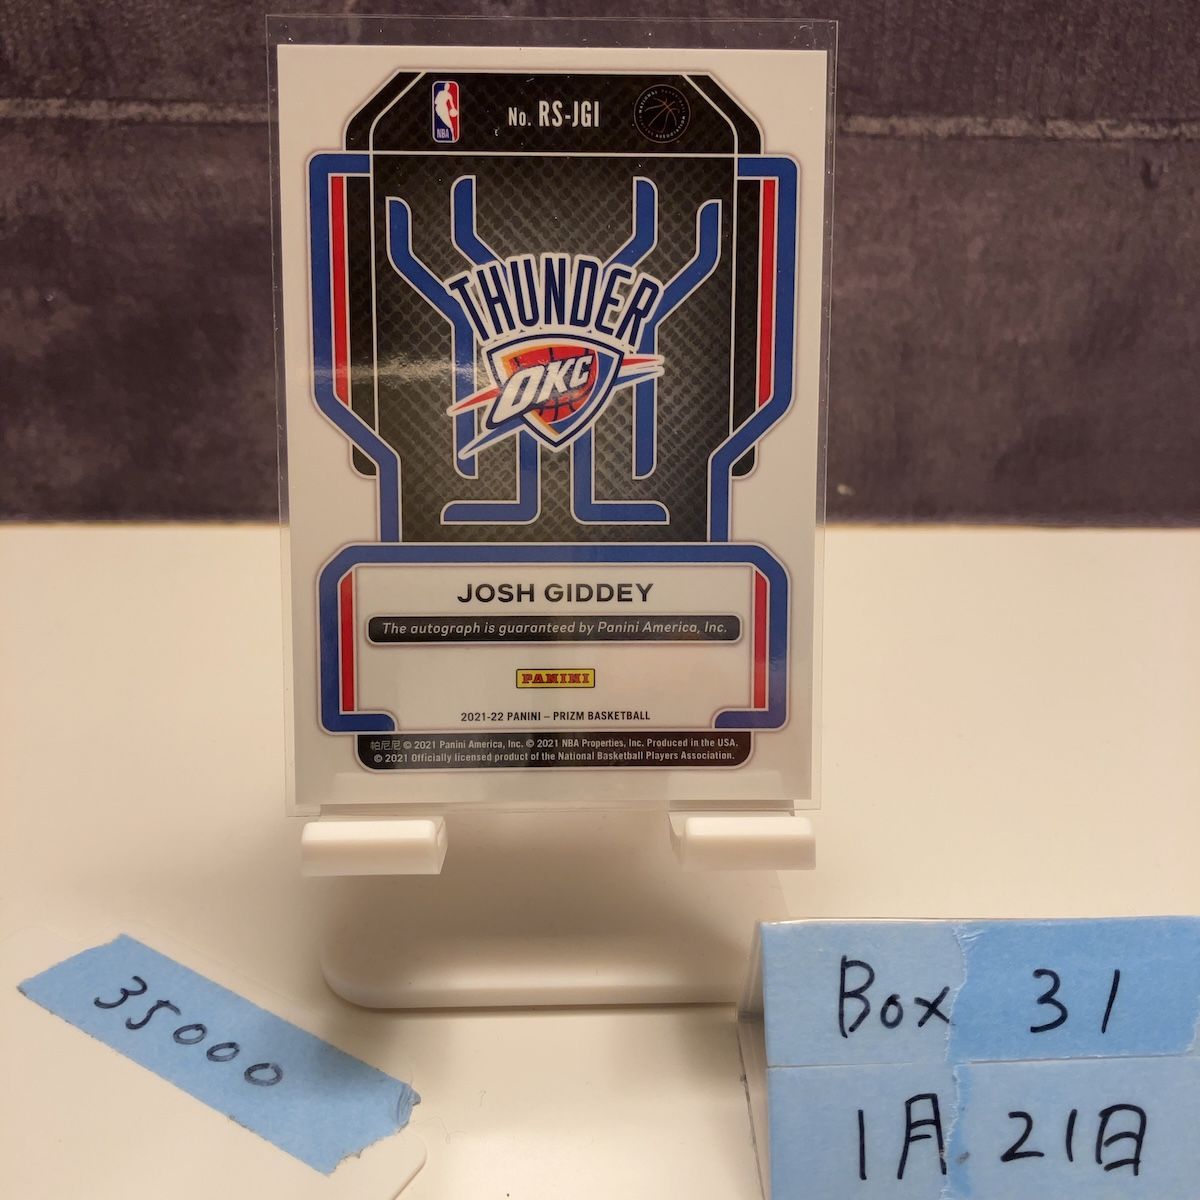 NBA
No. RS-JGI
THUNDER
OKC
JOSH GIDDEY
The autograph is guaranteed by Panini America, Inc.
PANINI
2021-22 PANINI – PRIZM BASKETBALL
帕尼尼 © 2021 Panini America, Inc. © 2021 NBA Properties, Inc. Produced in the USA.
© 2021 Officially licensed product of the National Basketball Players Association.
35000
Box 31
1月21日